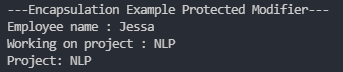 ---Encapsulation Example Protected Modifier---
Employee name : Jessa
Working on project : NLP
Project: NLP